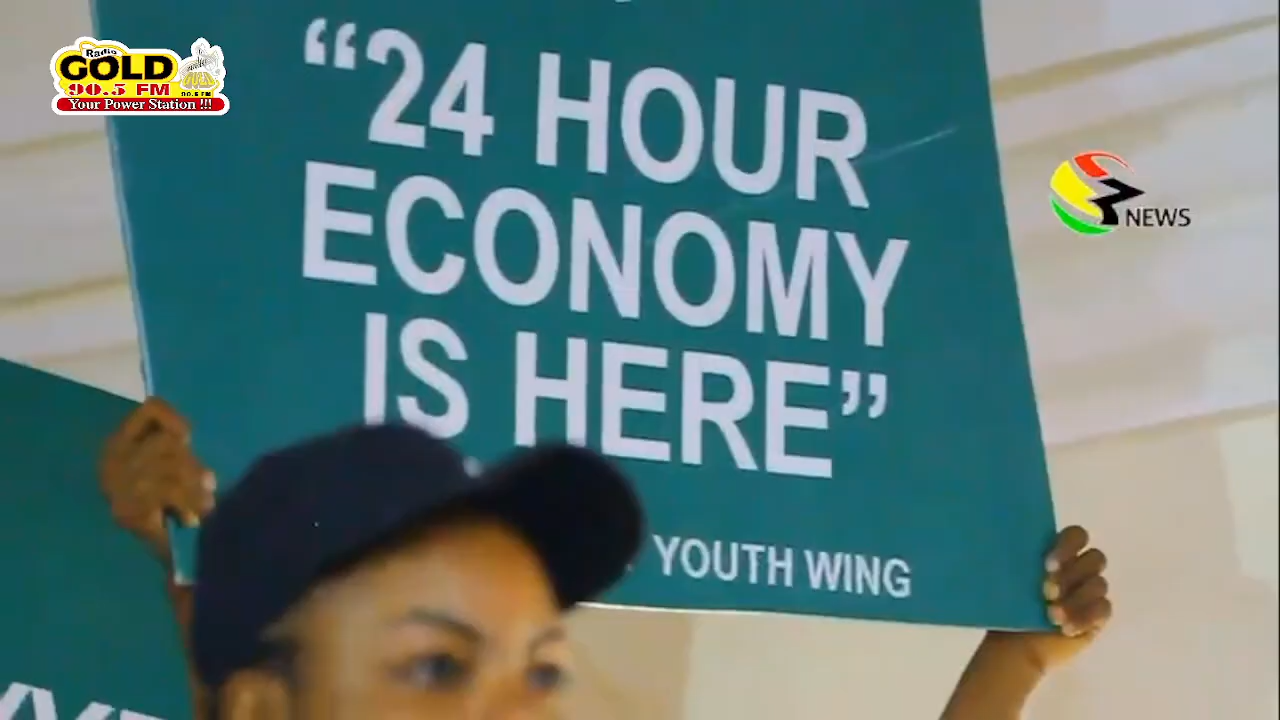 Radio
GOLD
90.5 FM
Your Power Station !!!
“24 HOUR
ECONOMY
IS HERE”
YOUTH WING
NEWS